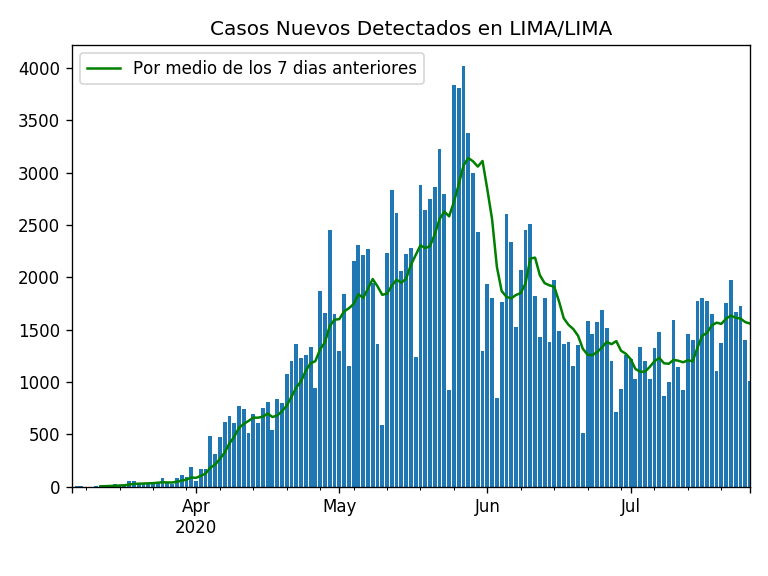 Casos Nuevos Detectados en LIMA/LIMA
Por medio de los 7 dias anteriores
4000
3500
3000
2500
2000
1500
1000
500
0
Apr
2020
May
Jun
Jul